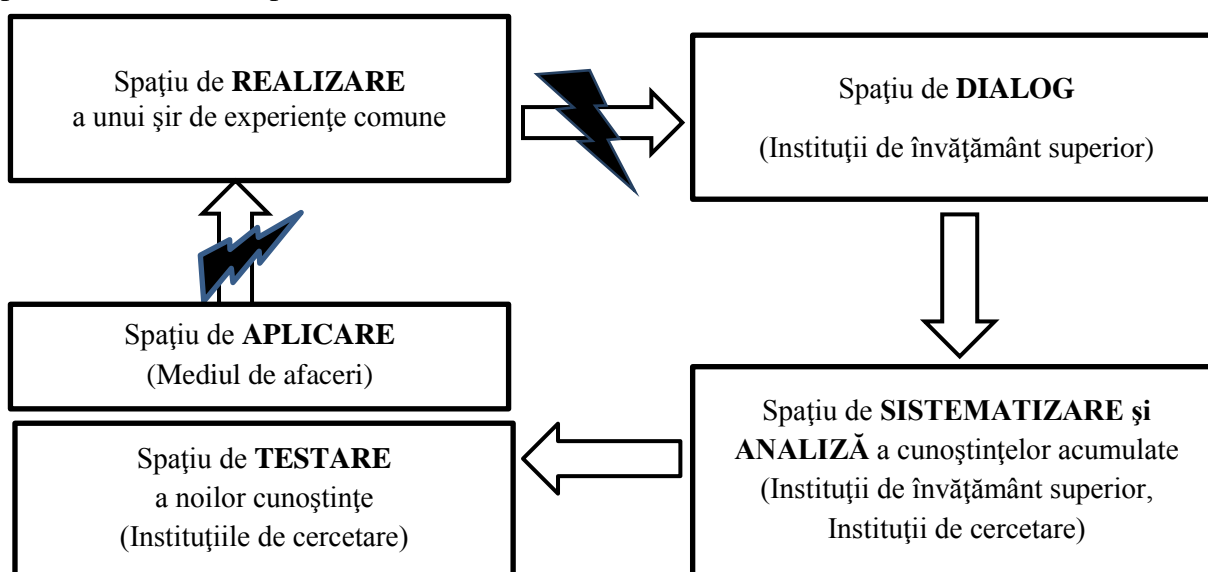 Spaţiu de REALIZARE
a unui şir de experienţe comune
Spaţiu de DIALOG
(Instituţii de învăţământ superior)
Spaţiu de APLICARE
(Mediul de afaceri)
Spaţiu de SISTEMATIZARE şi
ANALIZĂ a cunoştinţelor acumulate
(Instituţii de învăţământ superior,
Instituţii de cercetare)
Spaţiu de TESTARE
a noilor cunoştinţe
(Instituţiile de cercetare)